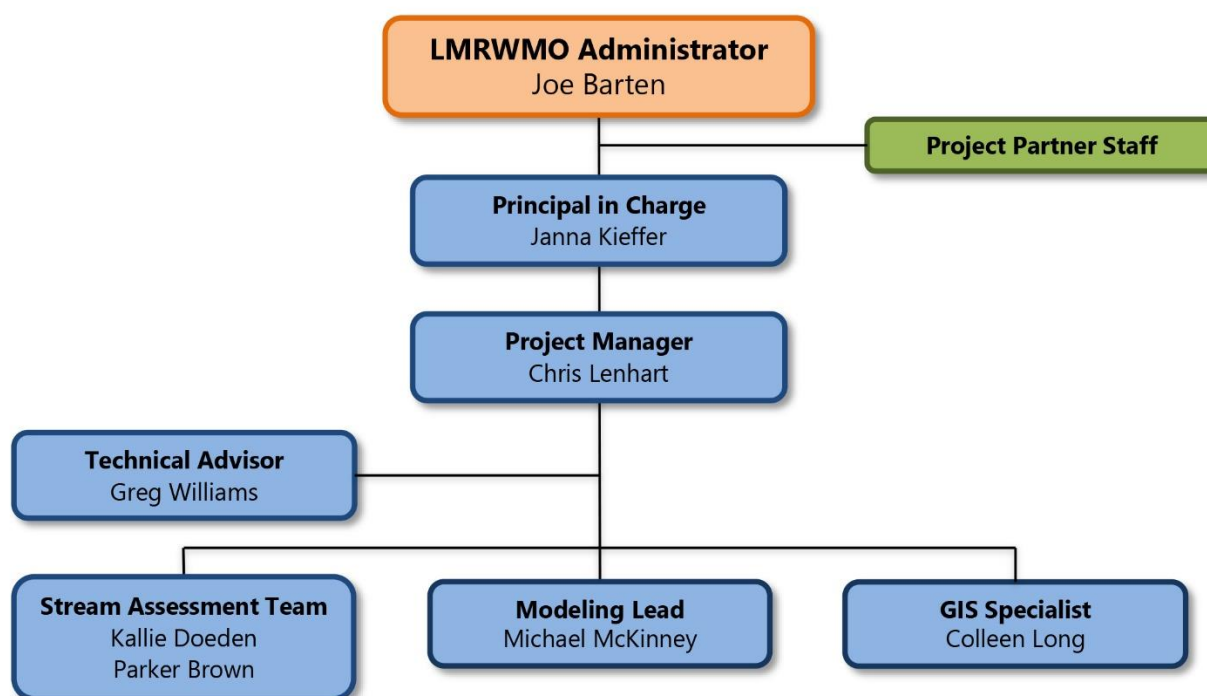 LMRWMO Administrator
Joe Barten
Project Partner Staff
Principal in Charge
Janna Kieffer
Project Manager
Chris Lenhart
Technical Advisor
Greg Williams
Stream Assessment Team
Kallie Doeden
Parker Brown
Modeling Lead
Michael McKinney
GIS Specialist
Colleen Long